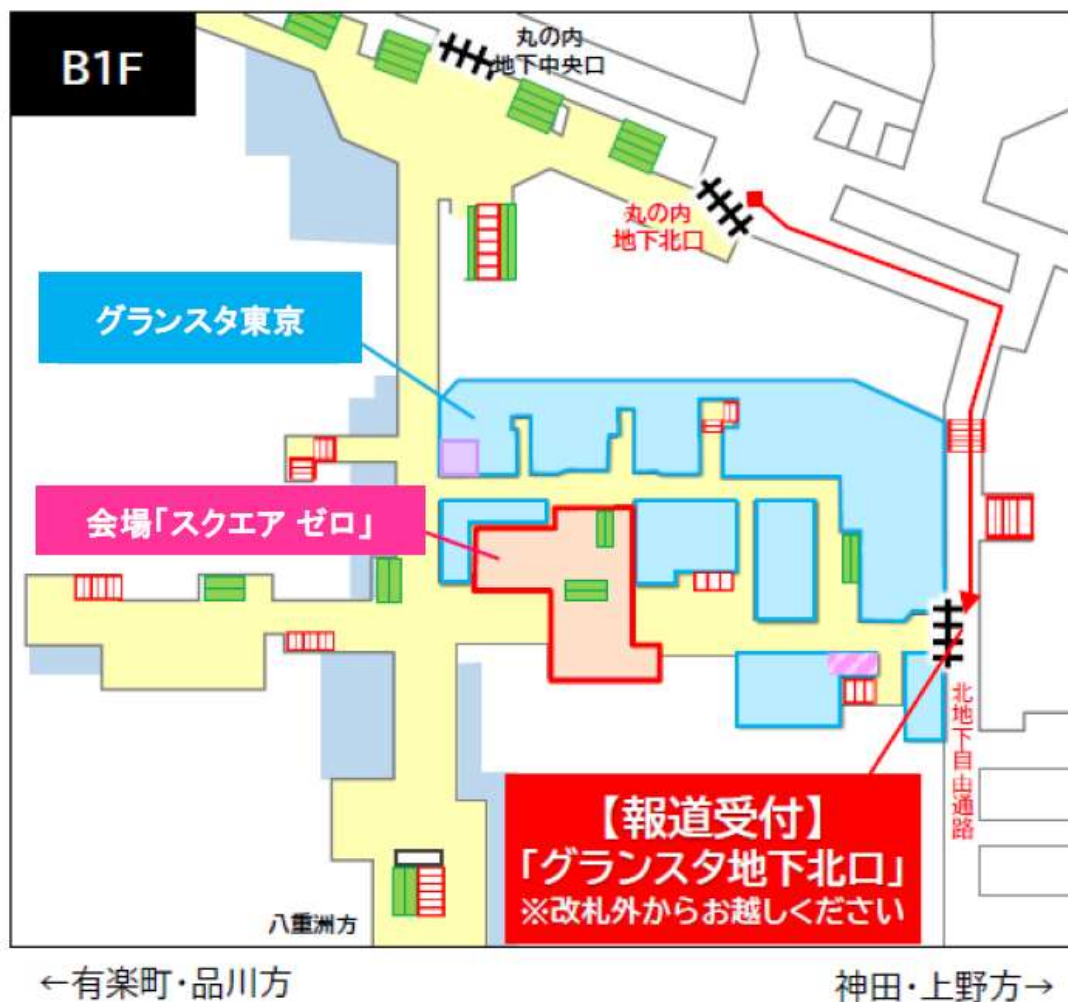 B1F
丸の内
地下中央口
丸の内
地下北口
グランスタ東京
会場「スクエア ゼロ」
北地下自由通路
【報道受付】
「グランスタ地下北口」
※改札外からお越しください
八重洲方
←有楽町・品川方
神田・上野方→